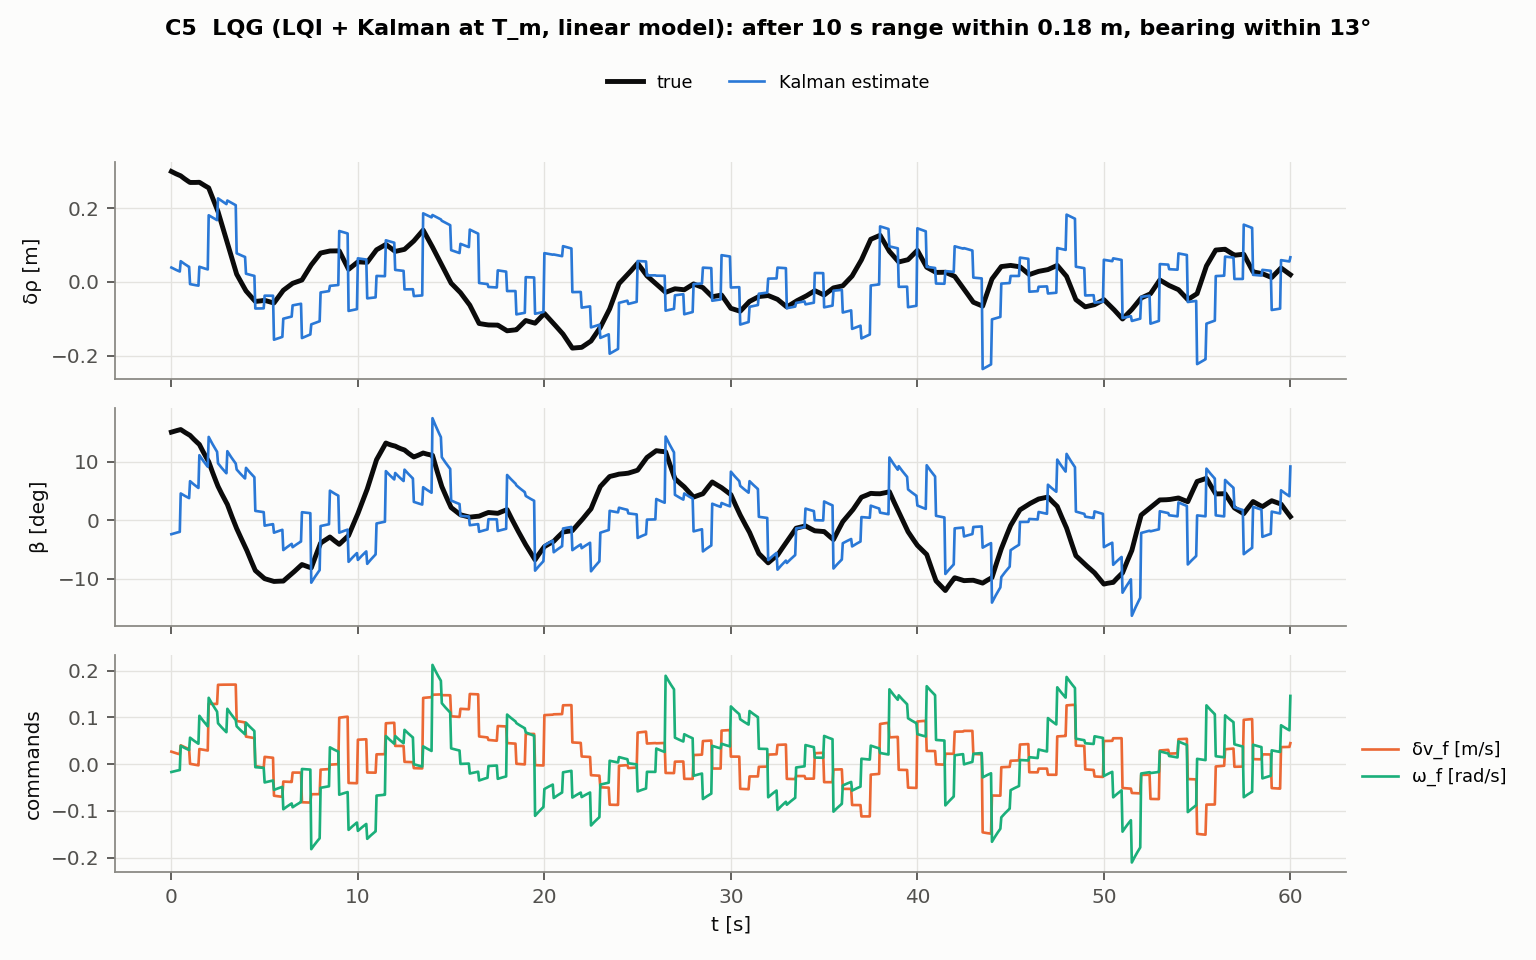 C5  LQG (LQI + Kalman at T_m, linear model): after 10 s range within 0.18 m, bearing within 13°
true
Kalman estimate
δρ [m]
0.2
0.0
−0.2
β [deg]
10
0
−10
commands
0.2
0.1
0.0
−0.1
−0.2
δv_f [m/s]
ω_f [rad/s]
0
10
20
30
40
50
60
t [s]